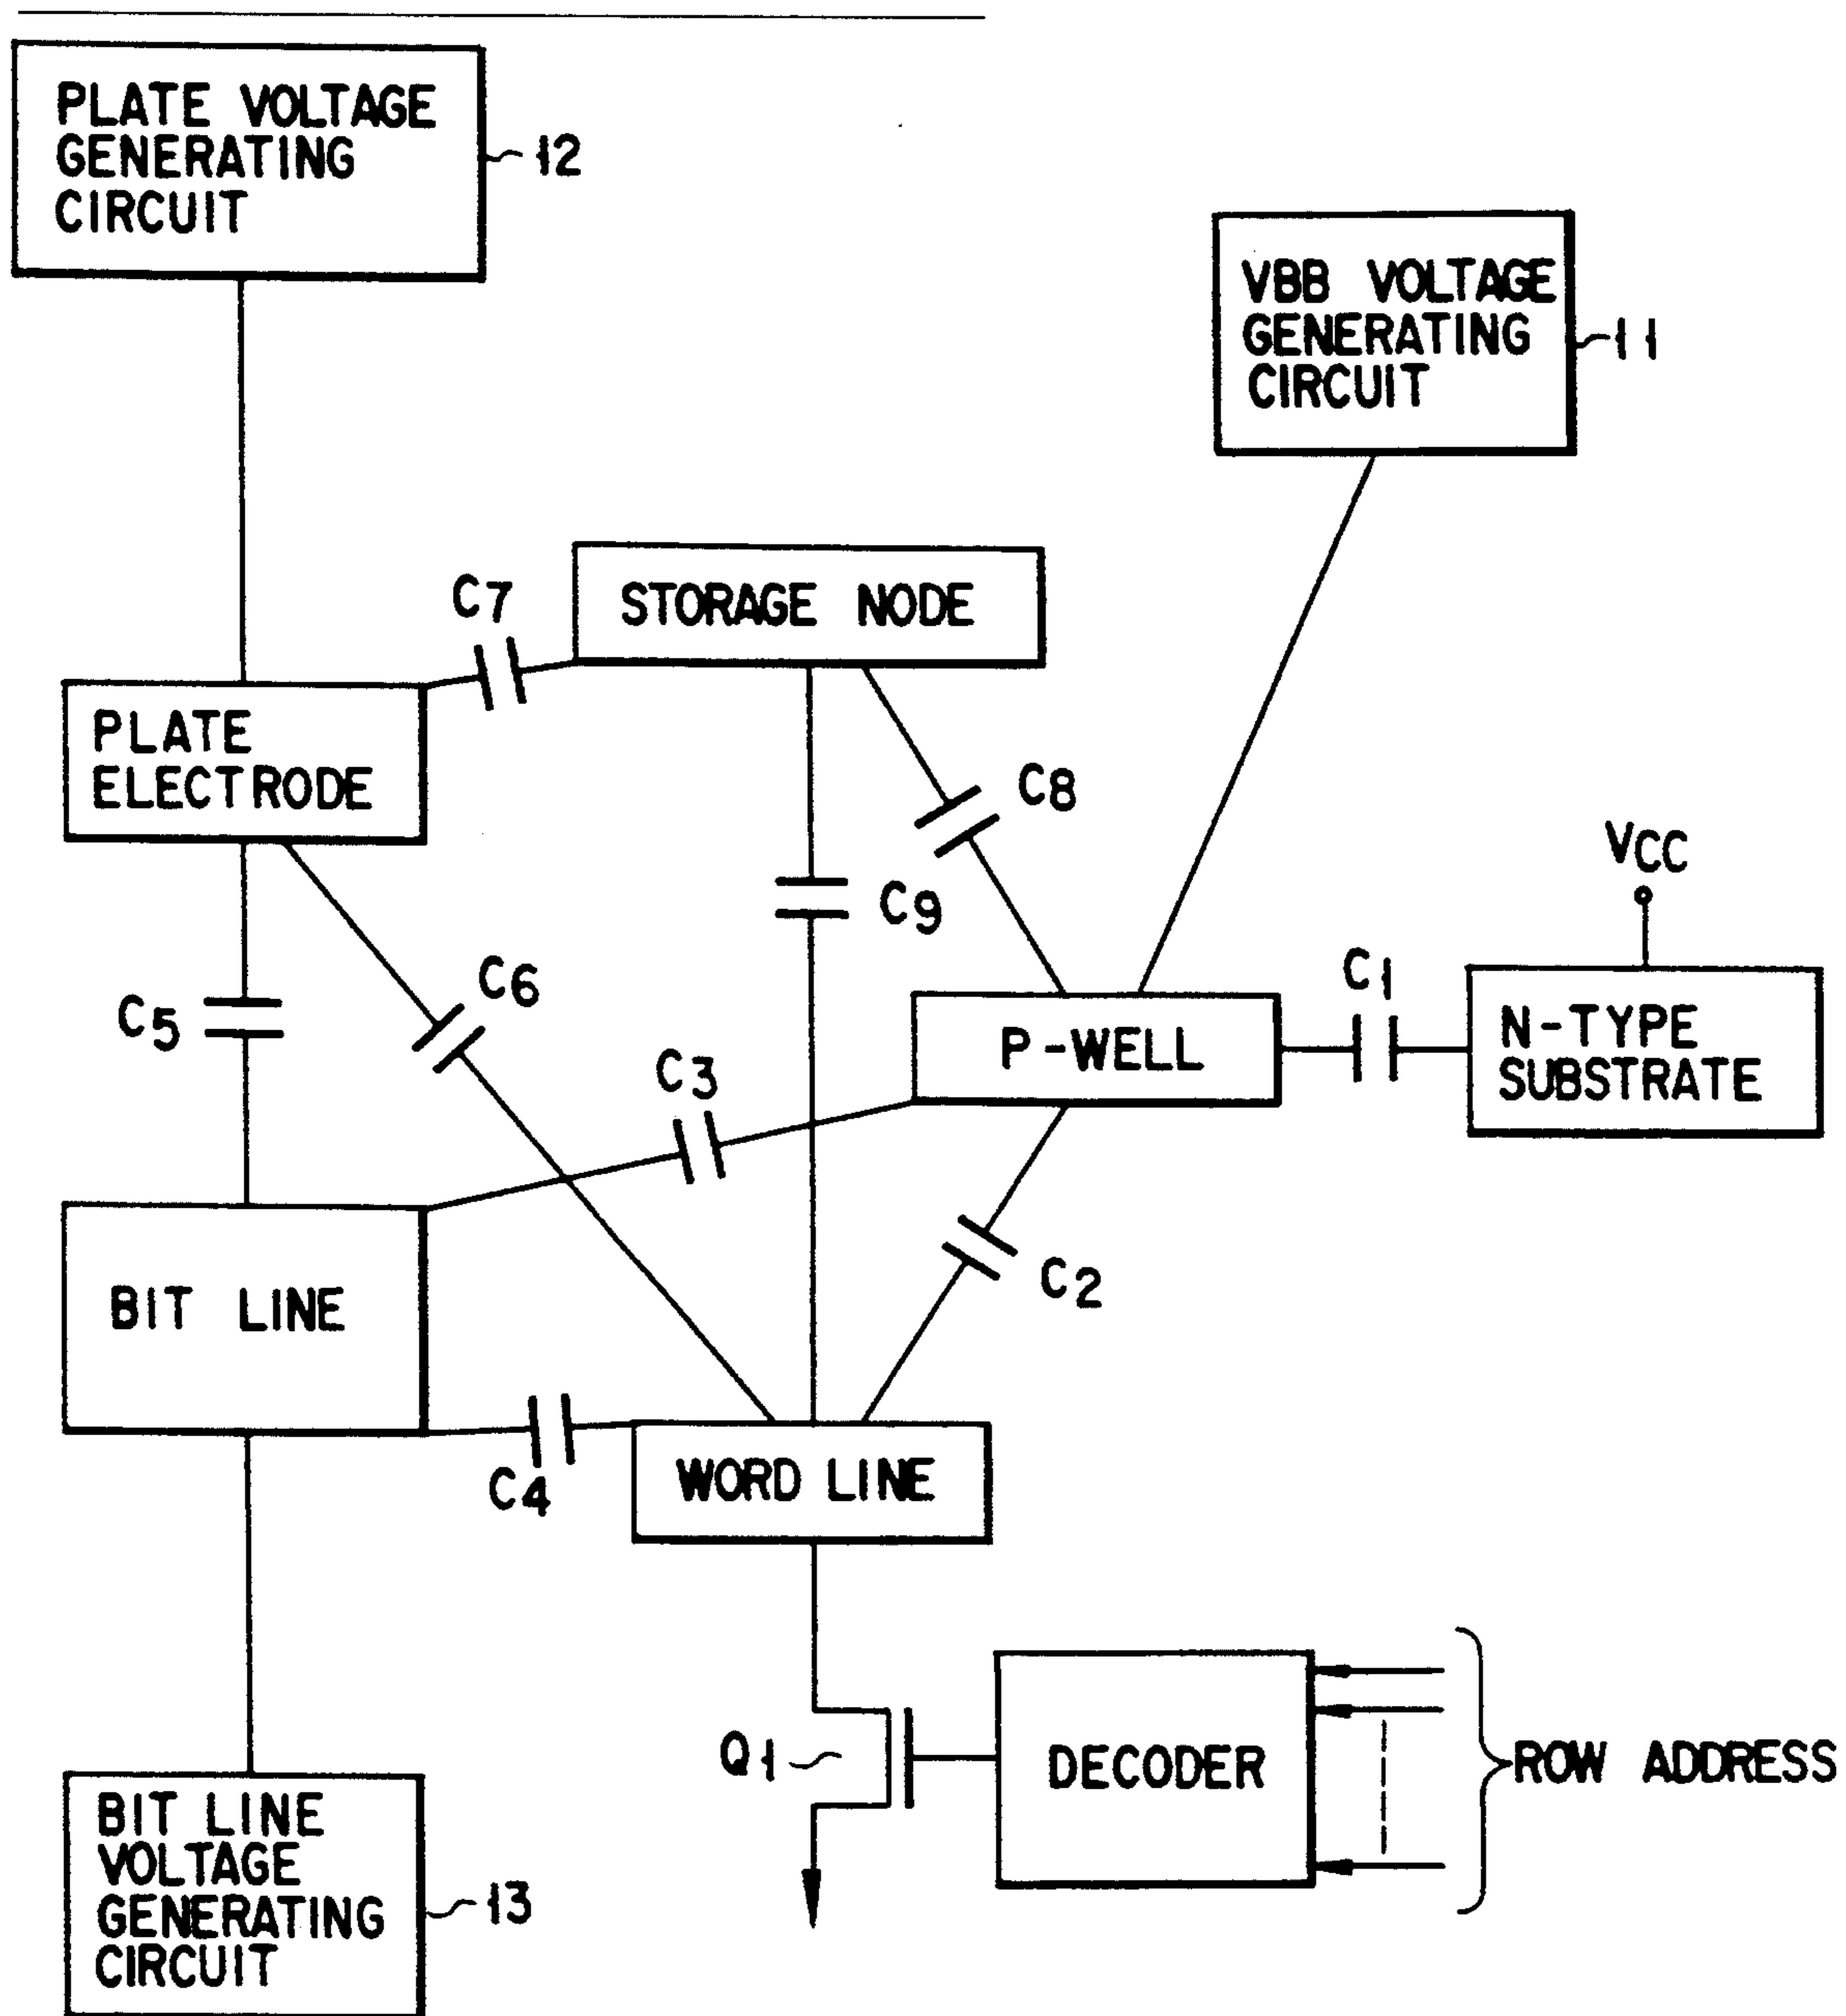 PLATE VOLTAGE
GENERATING
CIRCUIT
12
VBB VOLTAGE
GENERATING
CIRCUIT
11
C7
STORAGE NODE
PLATE
ELECTRODE
C8
VCC
C9
C6
C1
C5
P-WELL
N-TYPE
SUBSTRATE
C3
C2
BIT LINE
C4
WORD LINE
Q1
DECODER
ROW ADDRESS
BIT LINE
VOLTAGE
GENERATING
CIRCUIT
13